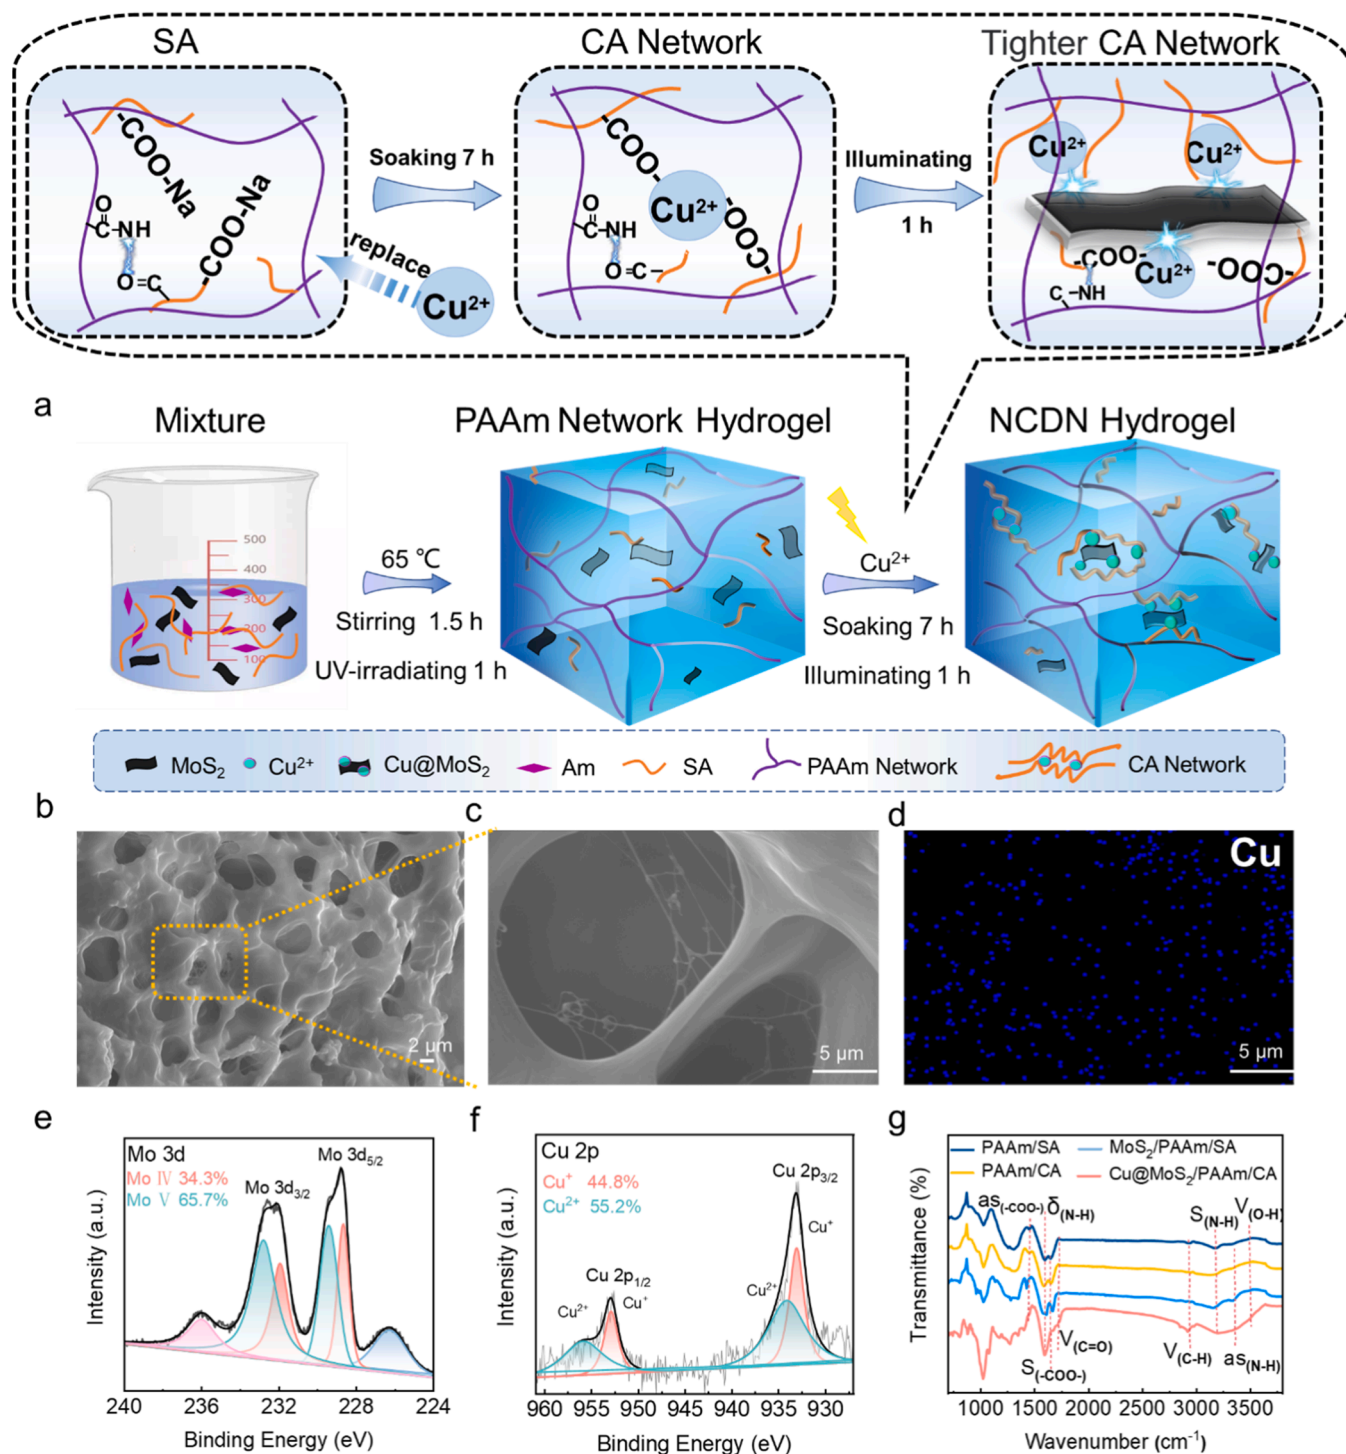 SA
CA Network
Tighter CA Network
-COO-Na
-COO-Na
O
C-NH
O=C
Soaking 7 h
replace
Cu²⁺
-COO-
Cu²⁺
-OOC-
O
C-NH
O=C-
Illuminating
1 h
Cu²⁺
Cu²⁺
-COO-
Cu²⁺
-OOC-
C-NH
a
Mixture
PAAm Network Hydrogel
NCDN Hydrogel
500
400
300
200
100
65 ℃
Stirring 1.5 h
UV-irradiating 1 h
Cu²⁺
Soaking 7 h
Illuminating 1 h
MoS₂
Cu²⁺
Cu@MoS₂
Am
SA
PAAm Network
CA Network
b
2 μm
c
5 μm
d
Cu
5 μm
e
Mo 3d
Mo Ⅳ 34.3%
Mo Ⅴ 65.7%
Mo 3d₃/₂
Mo 3d₅/₂
Intensity (a.u.)
240 236 232 228 224
Binding Energy (eV)
f
Cu 2p
Cu⁺ 44.8%
Cu²⁺ 55.2%
Cu 2p₃/₂
Cu⁺
Cu²⁺
Cu 2p₁/₂
Cu²⁺
Cu⁺
Intensity (a.u.)
960 955 950 945 940 935 930
Binding Energy (eV)
g
PAAm/SA
MoS₂/PAAm/SA
PAAm/CA
Cu@MoS₂/PAAm/CA
as(-COO-)
δ(N-H)
S(N-H)
V(O-H)
V(C=O)
S(-COO-)
V(C-H)
as(N-H)
Transmittance (%)
1000 1500 2000 2500 3000 3500
Wavenumber (cm⁻¹)